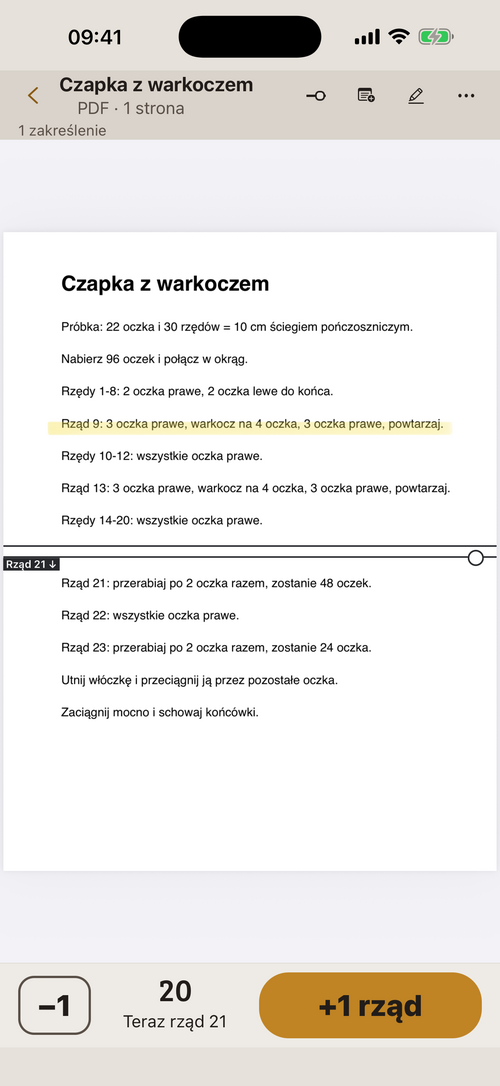 09:41
Czapka z warkoczem
PDF · 1 strona
1 zakreślenie
Czapka z warkoczem
Próbka: 22 oczka i 30 rzędów = 10 cm ściegiem pończoszniczym.
Nabierz 96 oczek i połącz w okrąg.
Rzędy 1-8: 2 oczka prawe, 2 oczka lewe do końca.
Rząd 9: 3 oczka prawe, warkocz na 4 oczka, 3 oczka prawe, powtarzaj.
Rzędy 10-12: wszystkie oczka prawe.
Rząd 13: 3 oczka prawe, warkocz na 4 oczka, 3 oczka prawe, powtarzaj.
Rzędy 14-20: wszystkie oczka prawe.
Rząd 21 ↓
Rząd 21: przerabiaj po 2 oczka razem, zostanie 48 oczek.
Rząd 22: wszystkie oczka prawe.
Rząd 23: przerabiaj po 2 oczka razem, zostanie 24 oczka.
Utnij włóczkę i przeciągnij ją przez pozostałe oczka.
Zaciągnij mocno i schowaj końcówki.
−1
20
Teraz rząd 21
+1 rząd